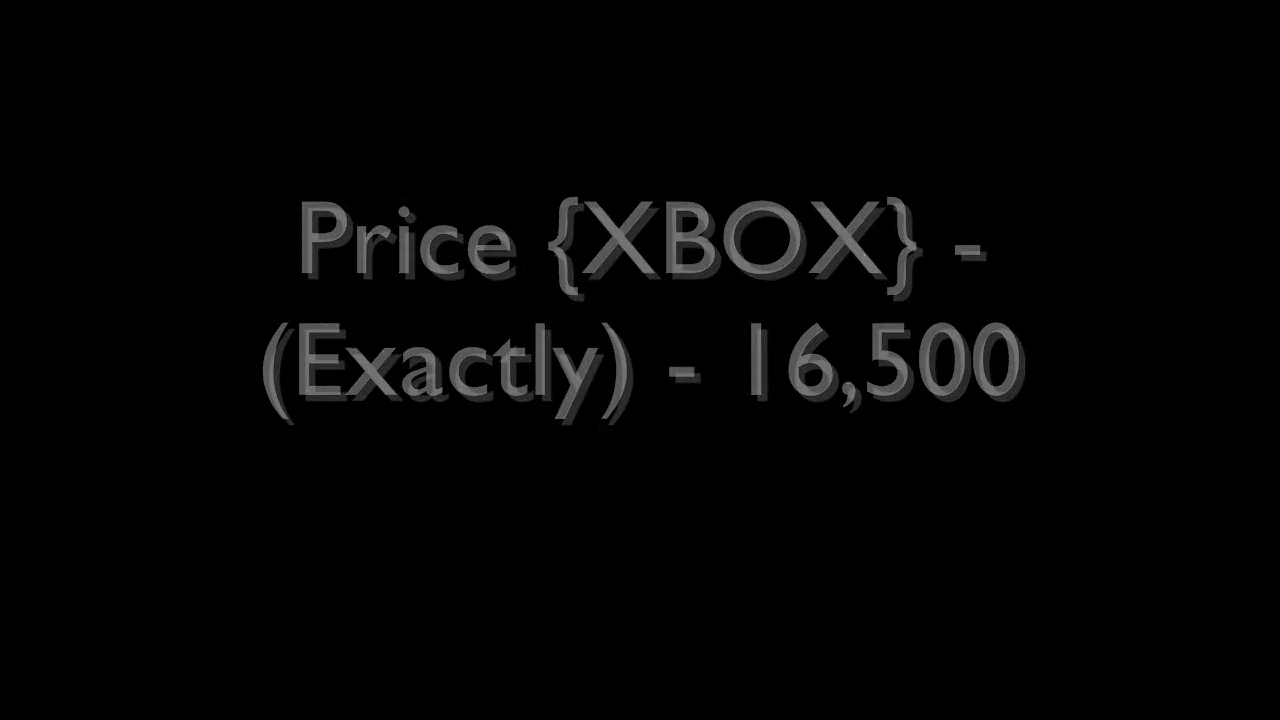 Price {XBOX} -
(Exactly) - 16,500